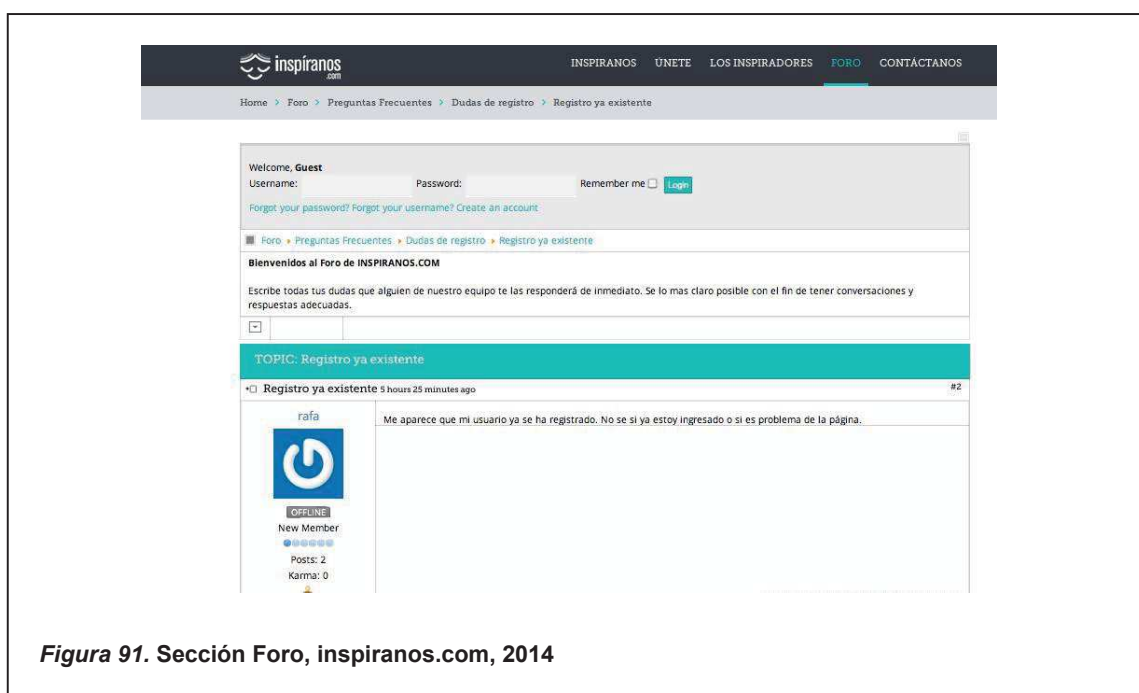 inspíranos
.com
INSPIRANOS ÚNETE LOS INSPIRADORES FORO CONTÁCTANOS
Home > Foro > Preguntas Frecuentes > Dudas de registro > Registro ya existente
Welcome, Guest
Username: Password: Remember me Login
Forgot your password? Forgot your username? Create an account
Foro Preguntas Frecuentes Dudas de registro Registro ya existente
Bienvenidos al Foro de INSPIRANOS.COM
Escribe todas tus dudas que alguien de nuestro equipo te las responderá de inmediato. Se lo mas claro posible con el fin de tener conversaciones y
respuestas adecuadas.
TOPIC: Registro ya existente
Registro ya existente 5 hours 25 minutes ago #2
rafa
Me aparece que mi usuario ya se ha registrado. No se si ya estoy ingresado o si es problema de la página.
OFFLINE
New Member
Posts: 2
Karma: 0
Figura 91. Sección Foro, inspiranos.com, 2014